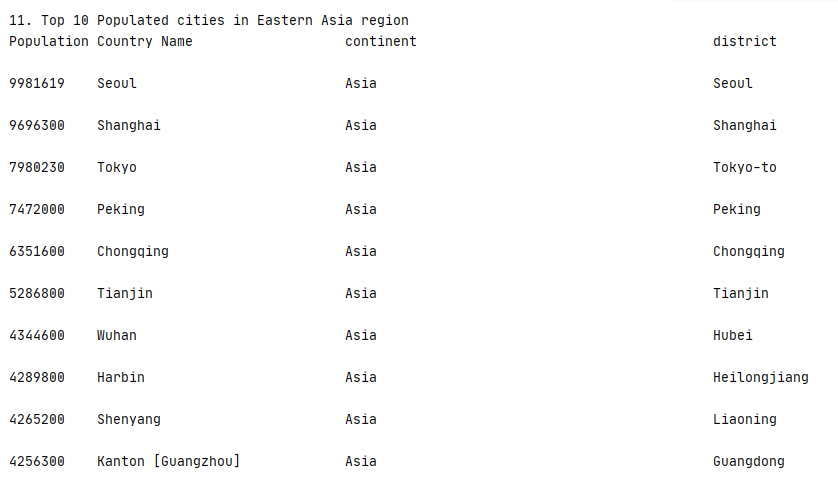 11. Top 10 Populated cities in Eastern Asia region
Population Country Name continent district
9981619 Seoul Asia Seoul
9696300 Shanghai Asia Shanghai
7980230 Tokyo Asia Tokyo-to
7472000 Peking Asia Peking
6351600 Chongqing Asia Chongqing
5286800 Tianjin Asia Tianjin
4344600 Wuhan Asia Hubei
4289800 Harbin Asia Heilongjiang
4265200 Shenyang Asia Liaoning
4256300 Kanton [Guangzhou] Asia Guangdong